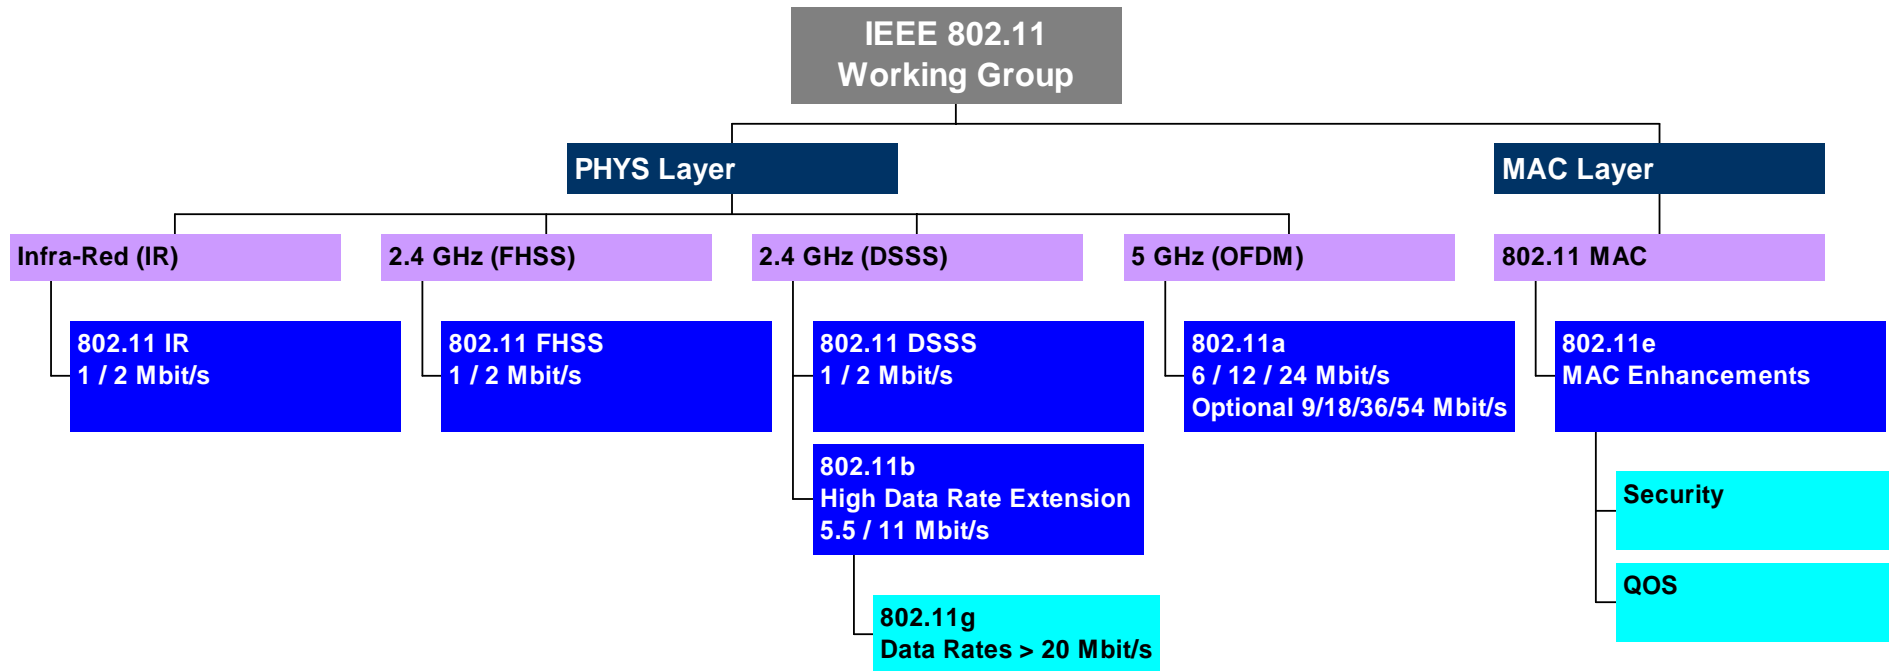 IEEE 802.11
Working Group
PHYS Layer
MAC Layer
Infra-Red (IR)
2.4 GHz (FHSS)
2.4 GHz (DSSS)
5 GHz (OFDM)
802.11 MAC
802.11 IR
1 / 2 Mbit/s
802.11 FHSS
1 / 2 Mbit/s
802.11 DSSS
1 / 2 Mbit/s
802.11a
6 / 12 / 24 Mbit/s
Optional 9/18/36/54 Mbit/s
802.11e
MAC Enhancements
802.11b
High Data Rate Extension
5.5 / 11 Mbit/s
Security
QOS
802.11g
Data Rates > 20 Mbit/s